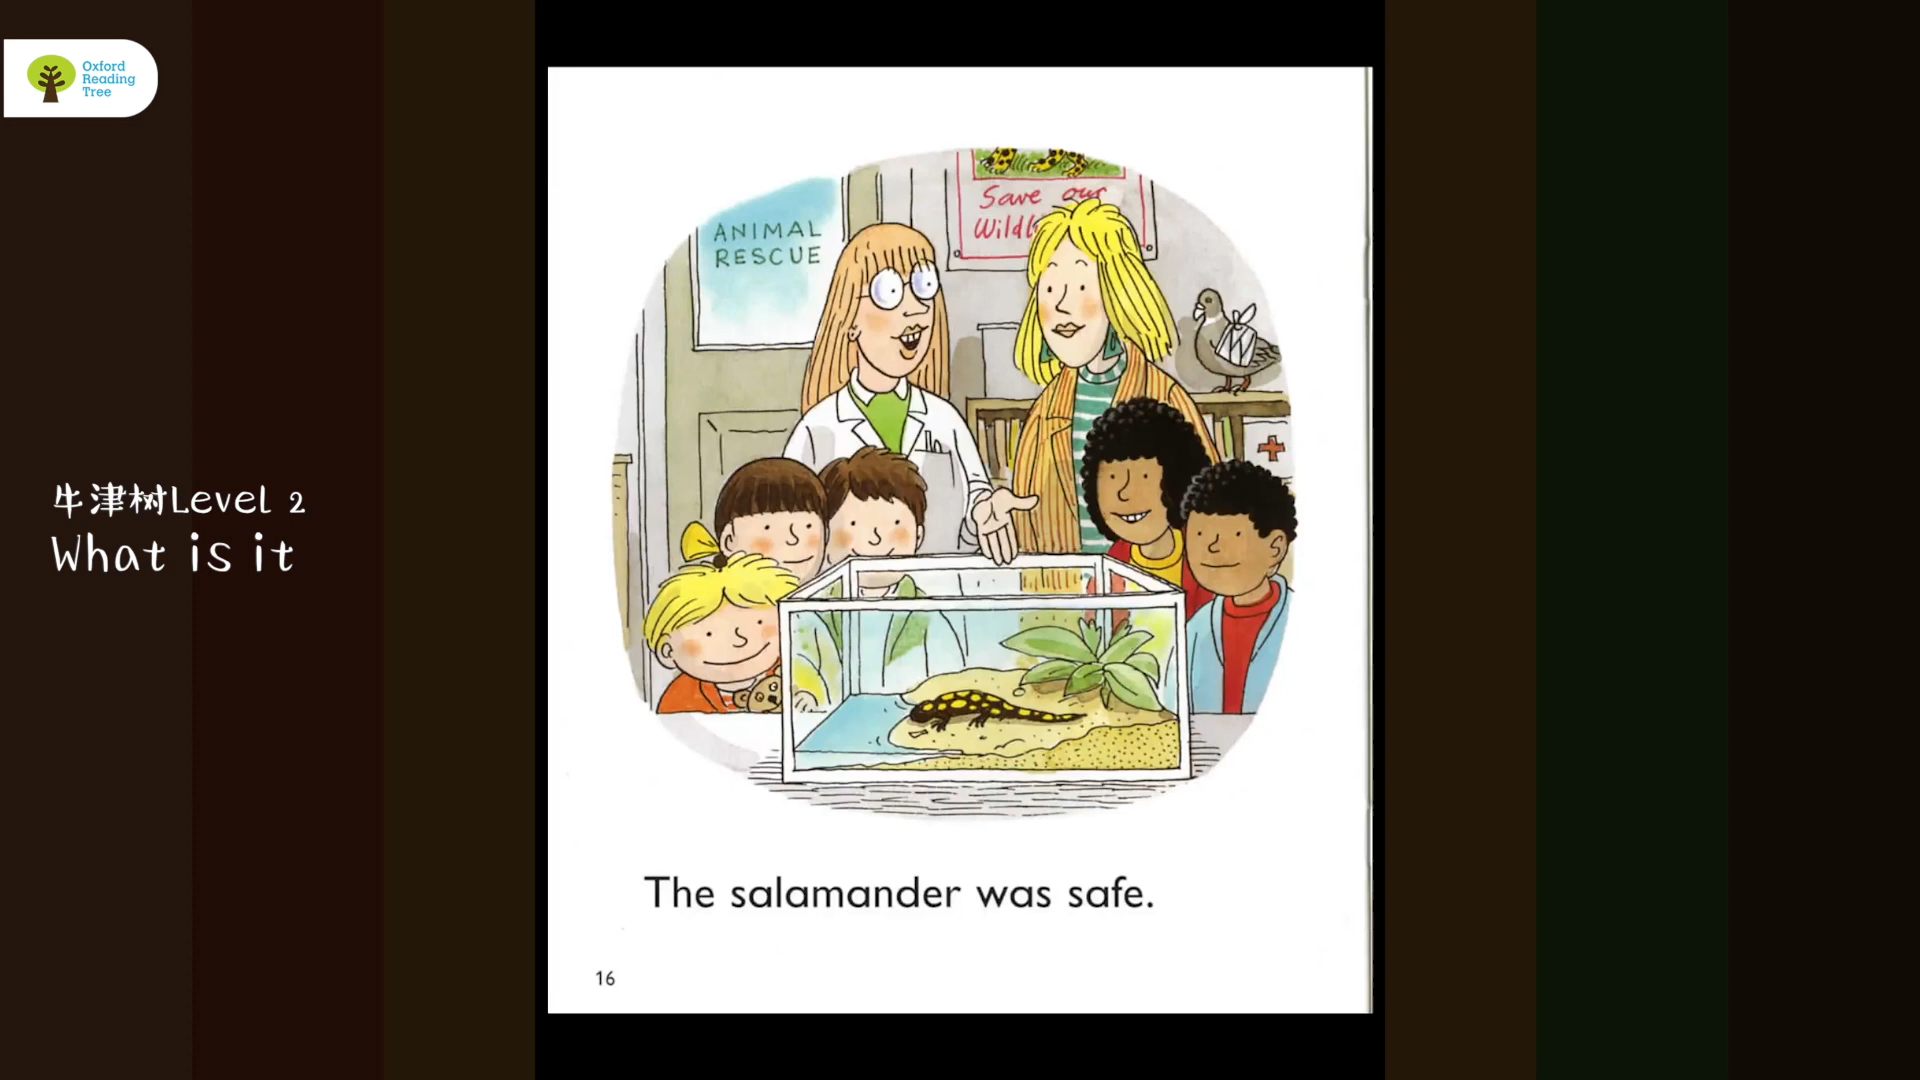 Oxford
Reading
Tree
牛津树Level 2
What is it
ANIMAL
RESCUE
Save our
The salamander was safe.
16